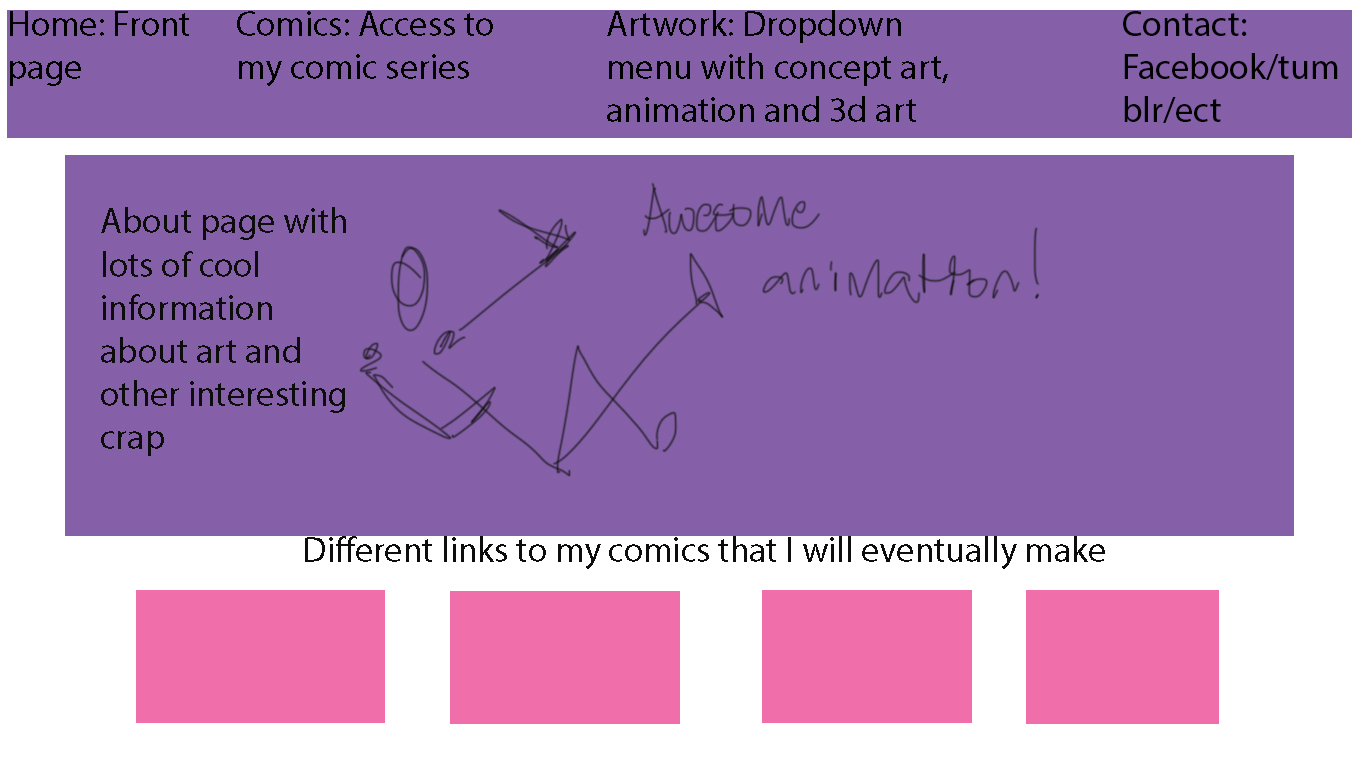 Home: Front
page
Comics: Access to
my comic series
Artwork: Dropdown
menu with concept art,
animation and 3d art
Contact:
Facebook/tum
blr/ect
About page with
lots of cool
information
about art and
other interesting
crap
Awesome
animation!
Different links to my comics that I will eventually make